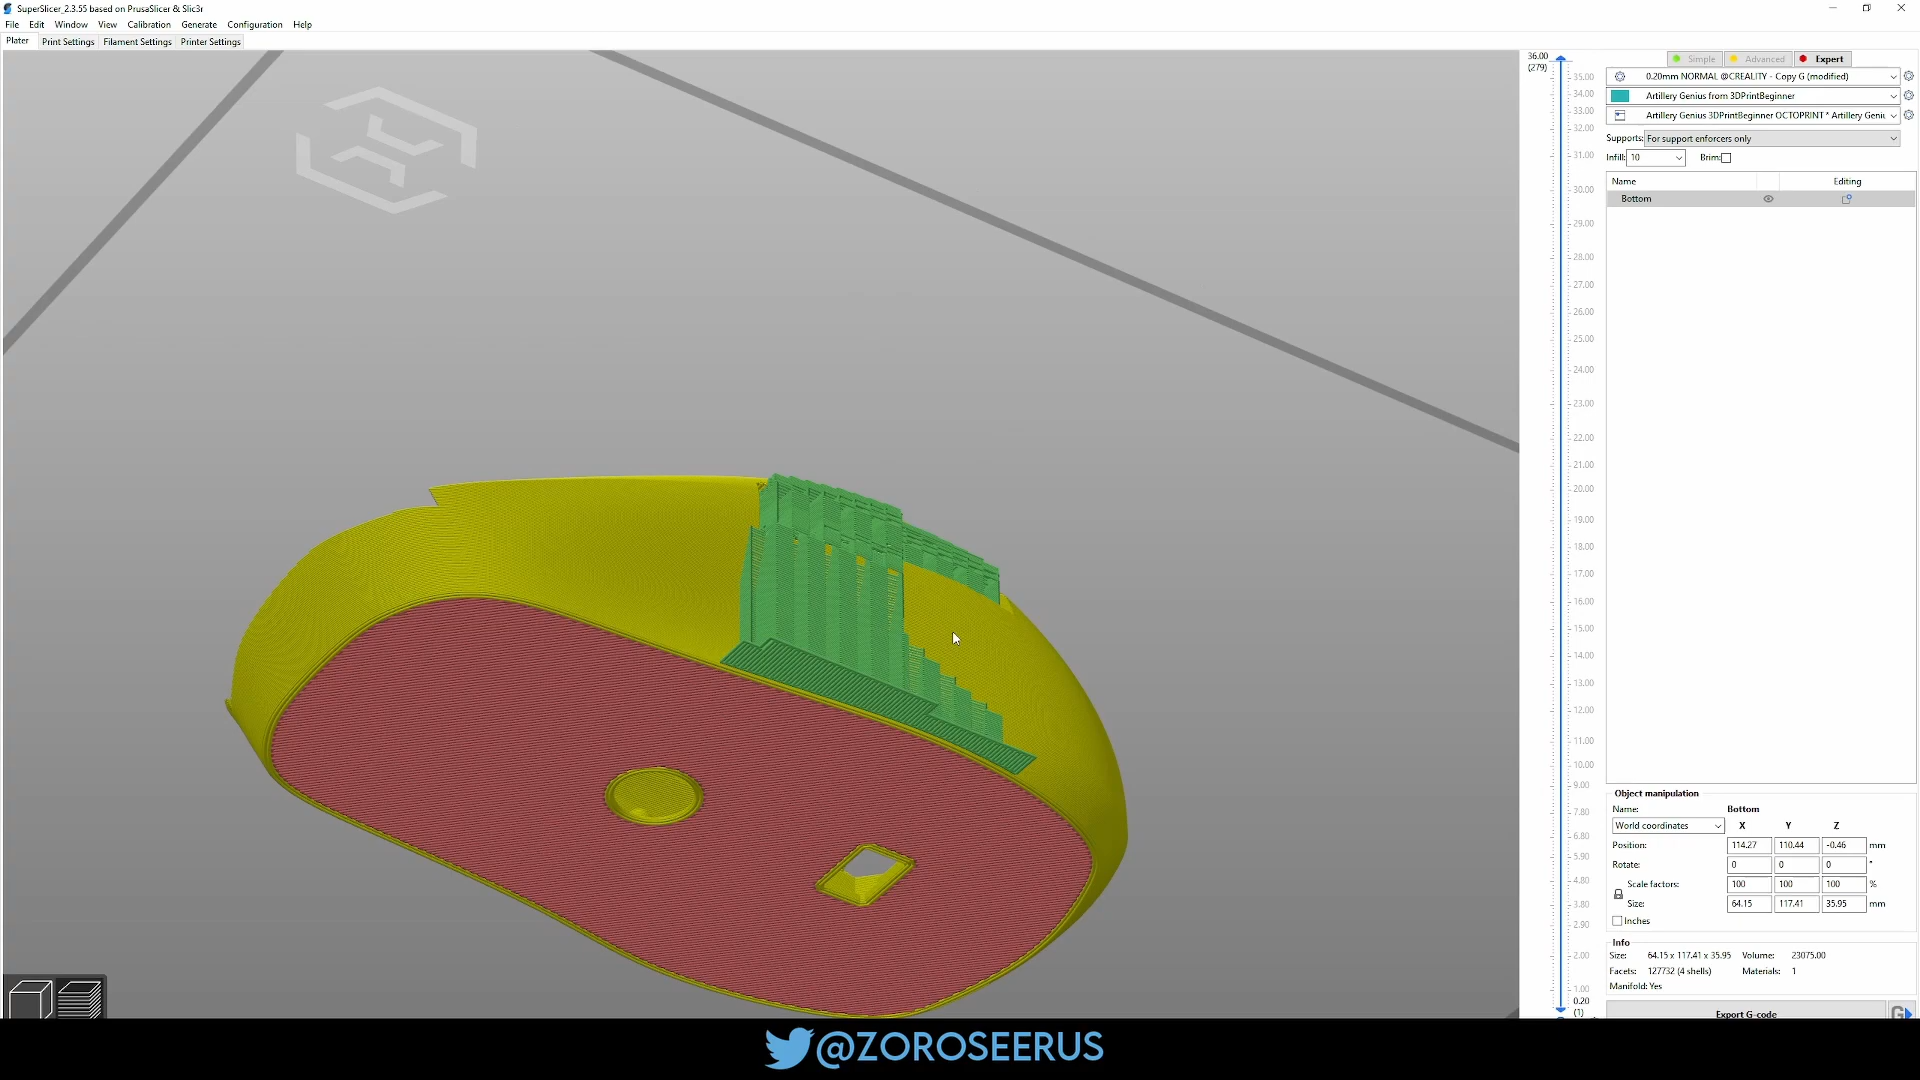 SuperSlicer_2.3.55 based on PrusaSlicer & Slic3r
File Edit Window View Calibration Generate Configuration Help
Plater Print Settings Filament Settings Printer Settings
36.00
(279)
35.00
34.00
33.00
32.00
31.00
30.00
29.00
28.00
27.00
26.00
25.00
24.00
23.00
22.00
21.00
20.00
19.00
18.00
17.00
16.00
15.00
14.00
13.00
12.00
11.00
10.00
9.00
7.80
6.80
5.90
4.80
3.80
2.90
2.00
1.00
0.20
(1)
Simple Advanced Expert
0.20mm NORMAL @CREALITY - Copy G (modified)
Artillery Genius from 3DPrintBeginner
Artillery Genius 3DPrintBeginner OCTOPRINT * Artillery Geniu
Supports: For support enforcers only
Infill: 10 Brim:
Name Editing
Bottom
Object manipulation
Name: Bottom
World coordinates X Y Z
Position: 114.27 110.44 -0.46 mm
Rotate: 0 0 0 °
Scale factors: 100 100 100 %
Size: 64.15 117.41 35.95 mm
Inches
Info
Size: 64.15 x 117.41 x 35.95 Volume: 23075.00
Facets: 127732 (4 shells) Materials: 1
Manifold: Yes
Export G-code
@ZOROSEERUS